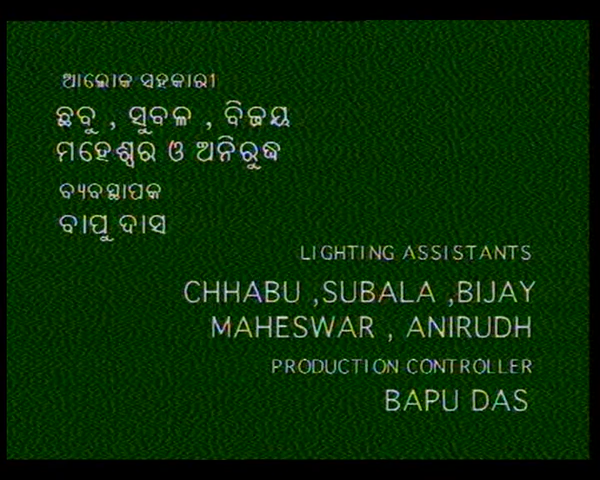 ଆଲୋକ ସହକାରୀ
ଛବୁ , ସୁବଳ , ବିଜୟ
ମହେଶ୍ୱର ଓ ଅନିରୁଦ୍ଧ
ବ୍ୟବସ୍ଥାପକ
ବାପୁ ଦାସ
LIGHTING ASSISTANTS
CHHABU ,SUBALA ,BIJAY
MAHESWAR , ANIRUDH
PRODUCTION CONTROLLER
BAPU DAS